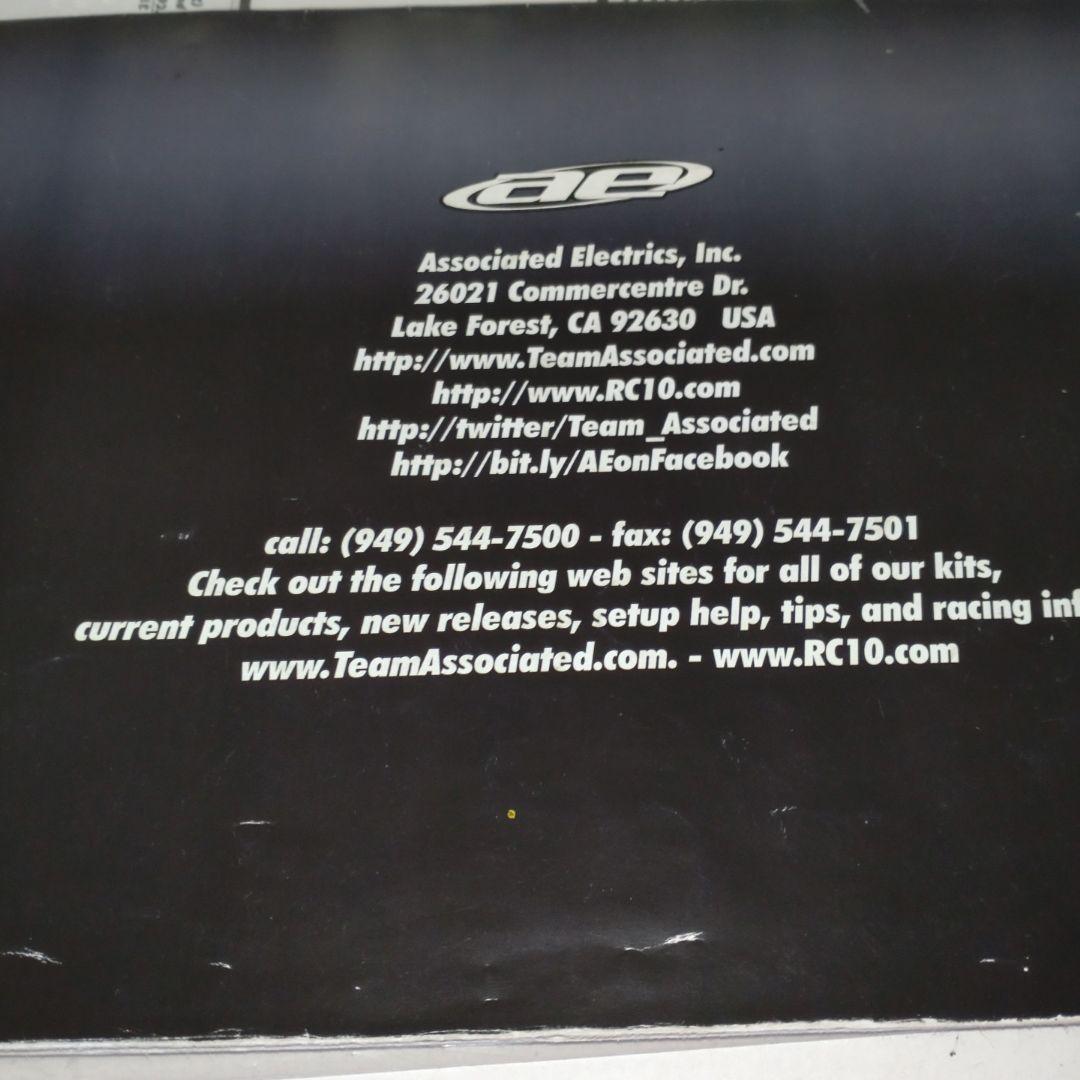 ae
Associated Electrics, Inc.
26021 Commercentre Dr.
Lake Forest, CA 92630 USA
http://www.TeamAssociated.com
http://www.RC10.com
http://twitter/Team_Associated
http://bit.ly/AEonFacebook
call: (949) 544-7500 - fax: (949) 544-7501
Check out the following web sites for all of our kits,
current products, new releases, setup help, tips, and racing inf
www.TeamAssociated.com. - www.RC10.com